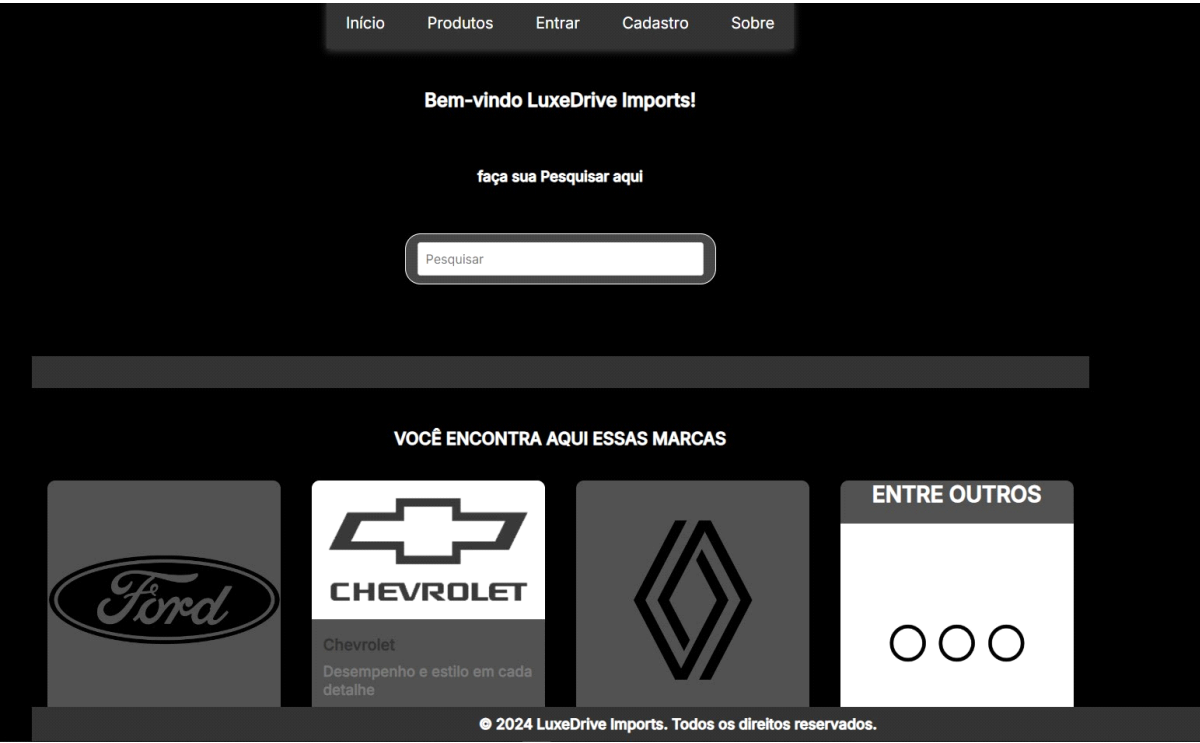 Início Produtos Entrar Cadastro Sobre
Bem-vindo LuxeDrive Imports!
faça sua Pesquisar aqui
Pesquisar
VOCÊ ENCONTRA AQUI ESSAS MARCAS
Ford
CHEVROLET
Chevrolet
Desempenho e estilo em cada
detalhe
ENTRE OUTROS
© 2024 LuxeDrive Imports. Todos os direitos reservados.